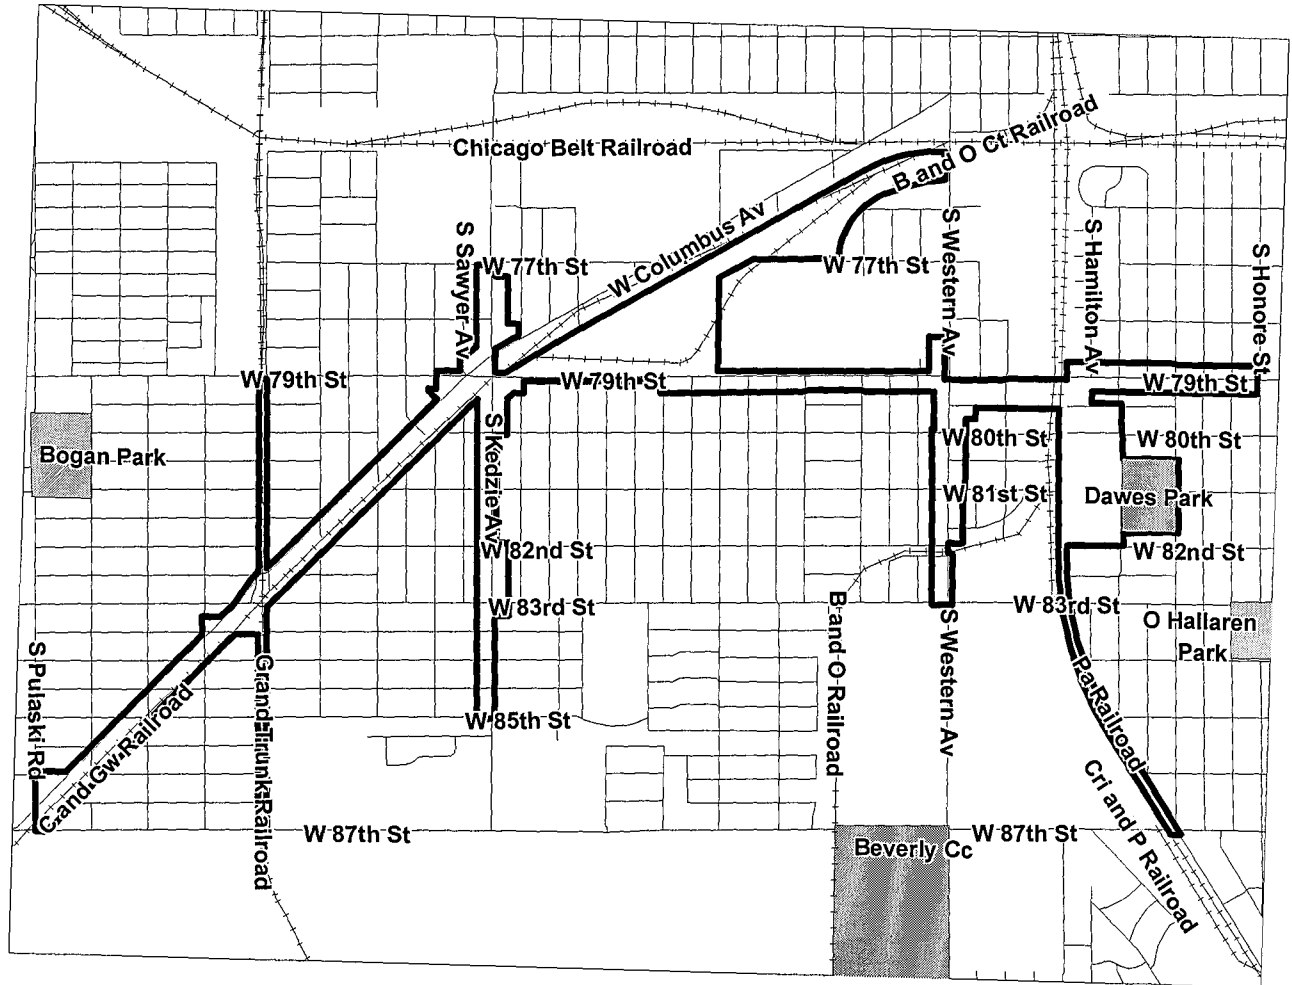 Chicago Belt Railroad
B and O Ct Railroad
S Sawyer Av
W 77th St
W Columbus Av
W 77th St
S Western Av
S Hamilton Av
S Honore St
W 79th St
W 79th St
W 79th St
Bogan Park
S Kedzie Av
W 80th St
W 80th St
W 81st St
Dawes Park
W 82nd St
W 82nd St
W 83rd St
W 83rd St
B and O Railroad
S Western Av
O Hallaren
Park
S Pulaski Rd
C and Gw Railroad
Grand Trunk Railroad
W 85th St
Pa Railroad
Cri and P Railroad
W 87th St
Beverly Cc
W 87th St